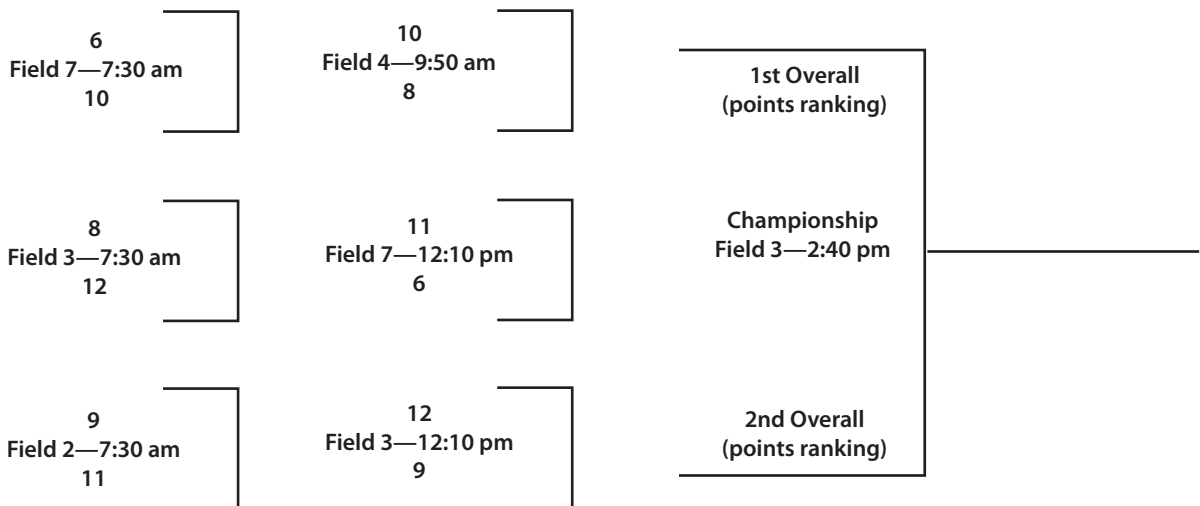 6
Field 7—7:30 am
10
8
Field 3—7:30 am
12
9
Field 2—7:30 am
11
10
Field 4—9:50 am
8
11
Field 7—12:10 pm
6
12
Field 3—12:10 pm
9
1st Overall
(points ranking)
Championship
Field 3—2:40 pm
2nd Overall
(points ranking)